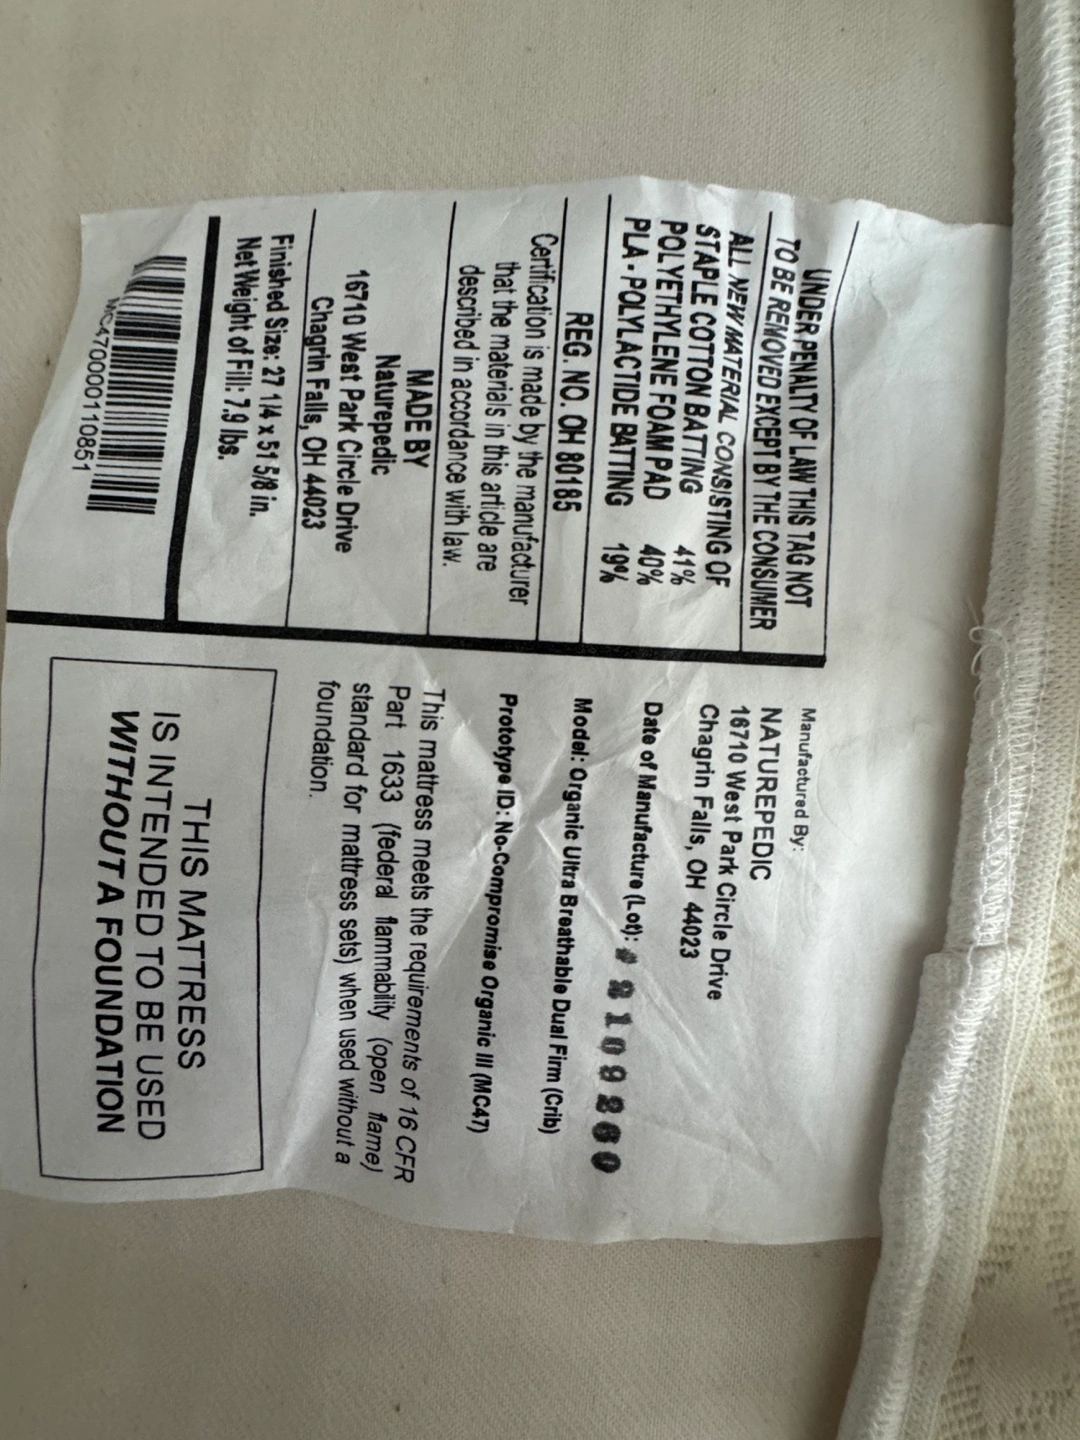 UNDER PENALTY OF LAW THIS TAG NOT
TO BE REMOVED EXCEPT BY THE CONSUMER
ALL NEW MATERIAL CONSISTING OF
STAPLE COTTON BATTING 41%
POLYETHYLENE FOAM PAD 40%
PLA - POLYLACTIDE BATTING 19%
REG. NO. OH 80185
Certification is made by the manufacturer
that the materials in this article are
described in accordance with law.
MADE BY
Naturepedic
16710 West Park Circle Drive
Chagrin Falls, OH 44023
Finished Size: 27 1/4 x 51 5/8 in.
Net Weight of Fill: 7.9 lbs.
MC470000110851
Manufactured By:
NATUREPEDIC
16710 West Park Circle Drive
Chagrin Falls, OH 44023
Date of Manufacture (Lot):
Model: Organic Ultra Breathable Dual Firm (Crib)
Prototype ID: No-Compromise Organic III (MC47)
This mattress meets the requirements of 16 CFR
Part 1633 (federal flammability (open flame)
standard for mattress sets) when used without a
foundation.
THIS MATTRESS
IS INTENDED TO BE USED
WITHOUT A FOUNDATION